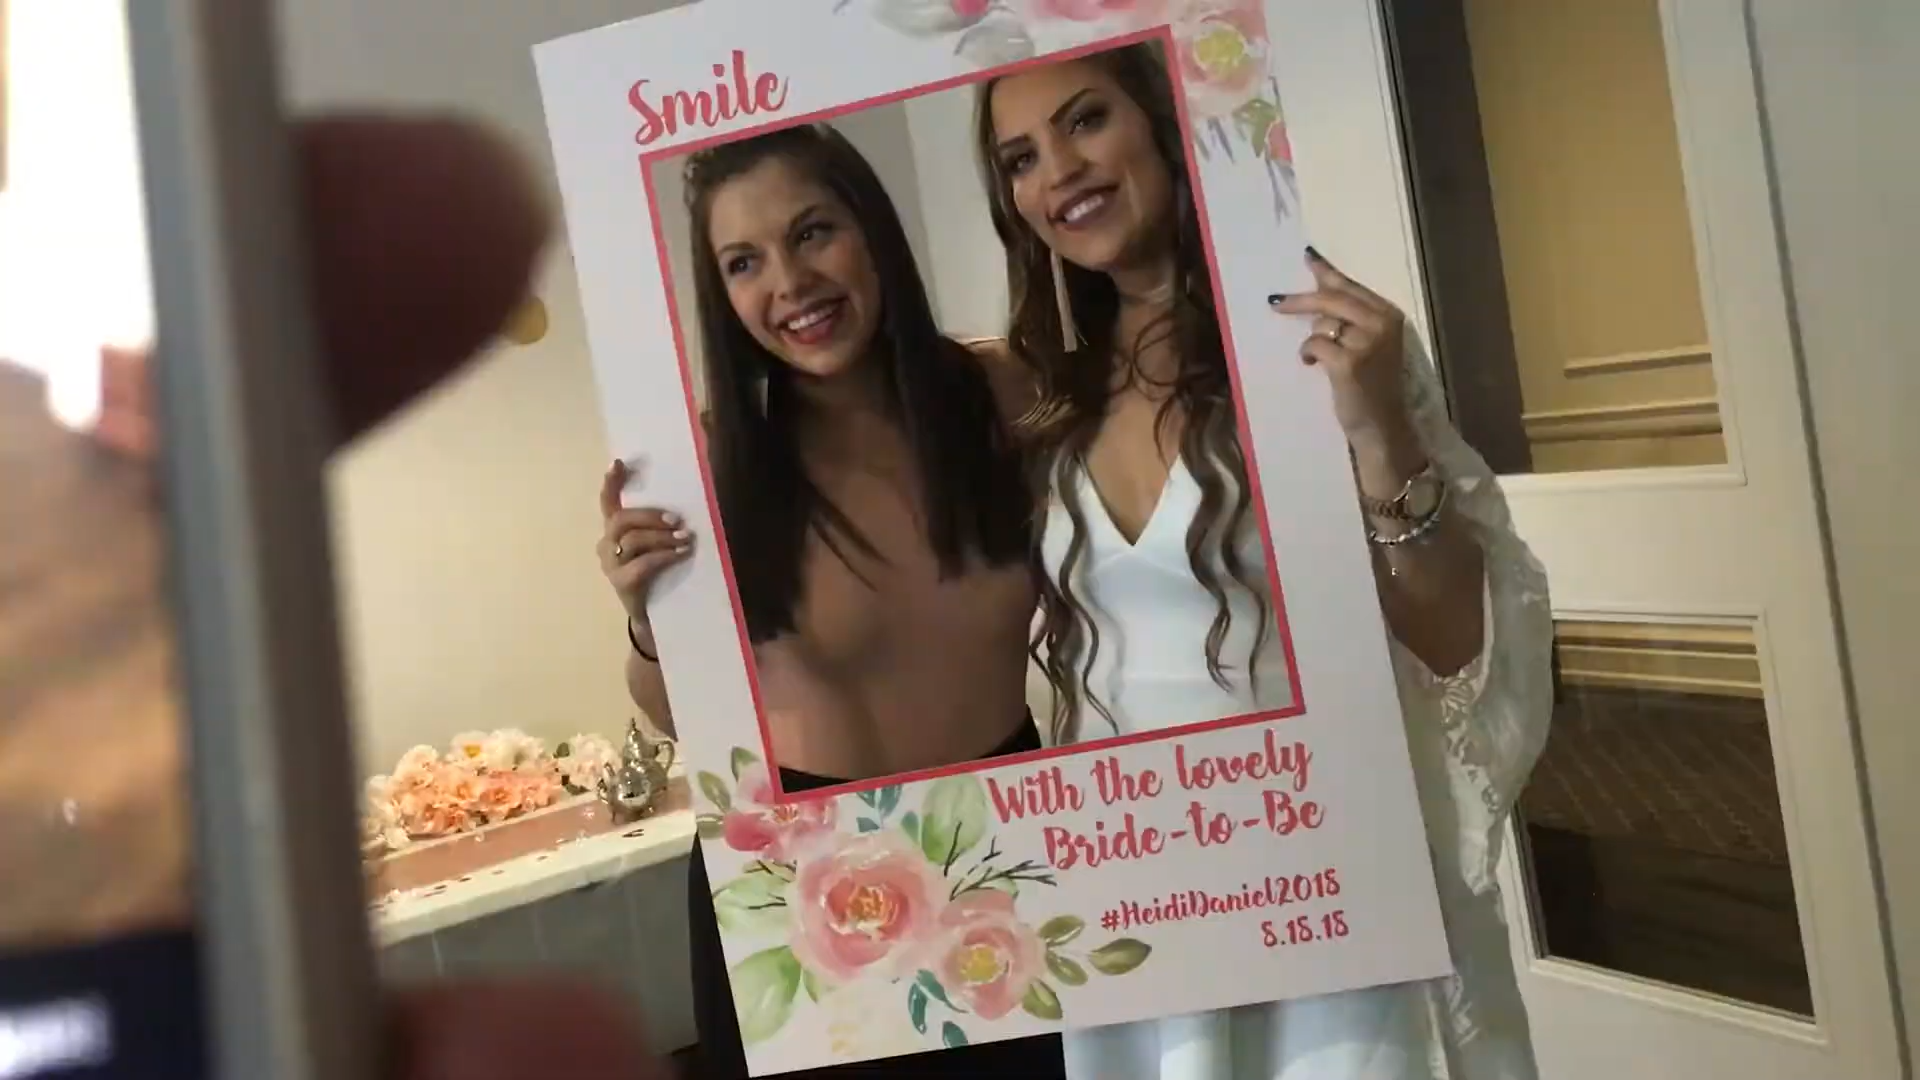 Smile
With the lovely
Bride-to-Be
#HeidiDaniel2018
8.18.18